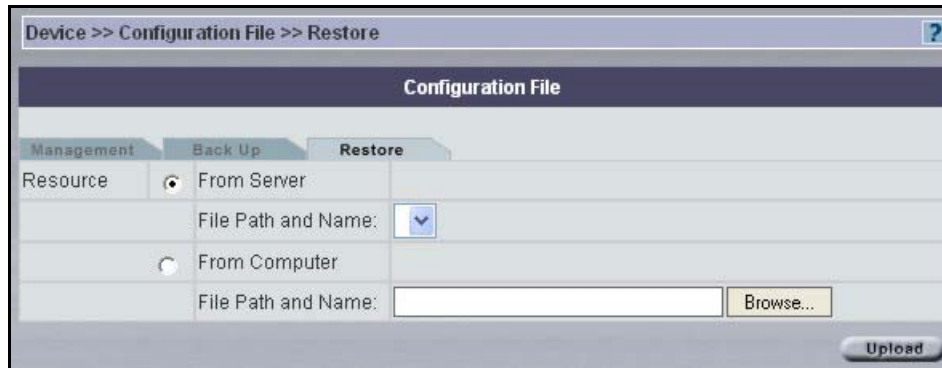 Device >> Configuration File >> Restore
?
Configuration File
Management Back Up Restore
Resource From Server
File Path and Name:
From Computer
File Path and Name: Browse...
Upload